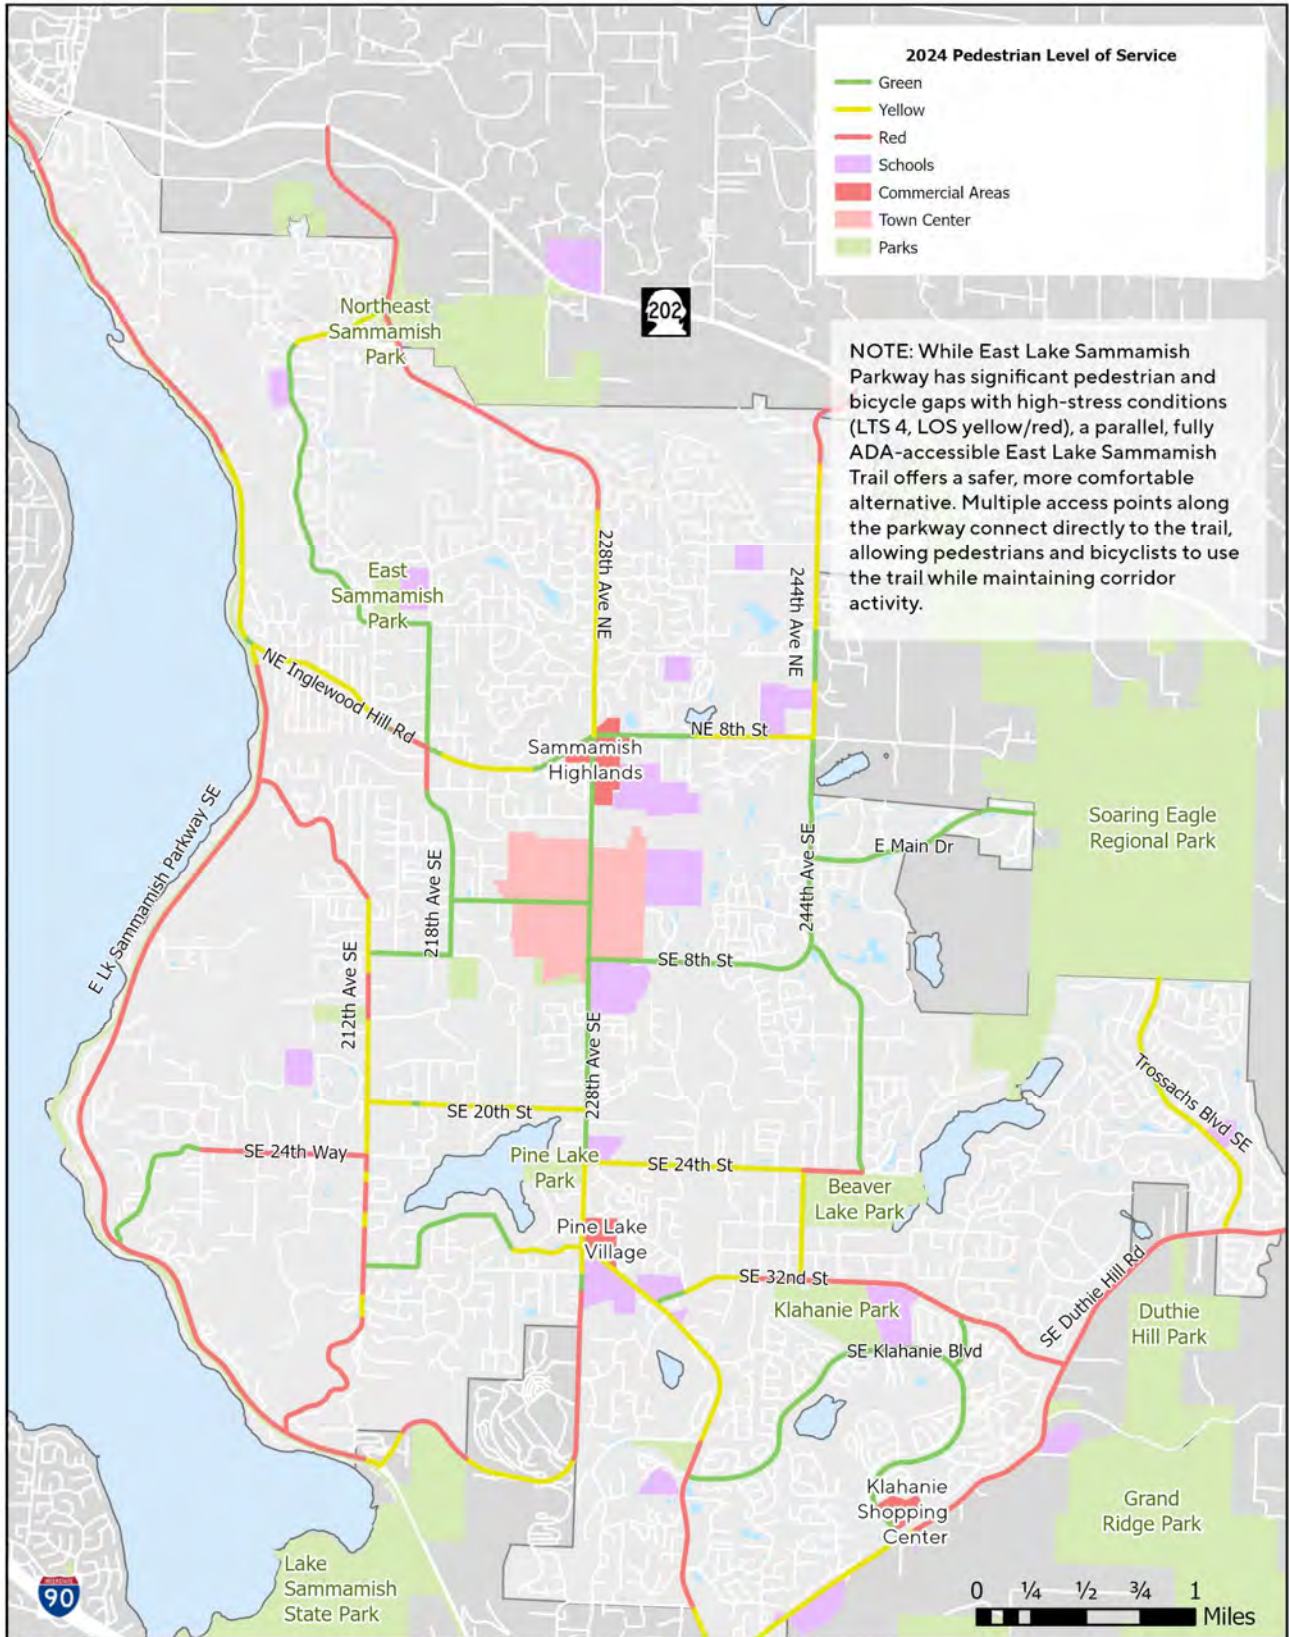 2024 Pedestrian Level of Service
Green
Yellow
Red
Schools
Commercial Areas
Town Center
Parks
Northeast
Sammamish
Park
202
NOTE: While East Lake Sammamish
Parkway has significant pedestrian and
bicycle gaps with high-stress conditions
(LTS 4, LOS yellow/red), a parallel, fully
ADA-accessible East Lake Sammamish
Trail offers a safer, more comfortable
alternative. Multiple access points along
the parkway connect directly to the trail,
allowing pedestrians and bicyclists to use
the trail while maintaining corridor
activity.
228th Ave NE
244th Ave NE
East
Sammamish
Park
NE Inglewood Hill Rd
NE 8th St
Sammamish
Highlands
E Lk Sammamish Parkway SE
218th Ave SE
244th Ave SE
E Main Dr
Soaring Eagle
Regional Park
212th Ave SE
SE 8th St
228th Ave SE
Trossachs Blvd SE
SE 20th St
SE 24th Way
Pine Lake
Park
SE 24th St
Beaver
Lake Park
Pine Lake
Village
SE 32nd St
SE Duthie Hill Rd
Klahanie Park
Duthie
Hill Park
SE Klahanie Blvd
Klahanie
Shopping
Center
Grand
Ridge Park
Lake
Sammamish
State Park
INTERSTATE
90
0 ¼ ½ ¾ 1
Miles